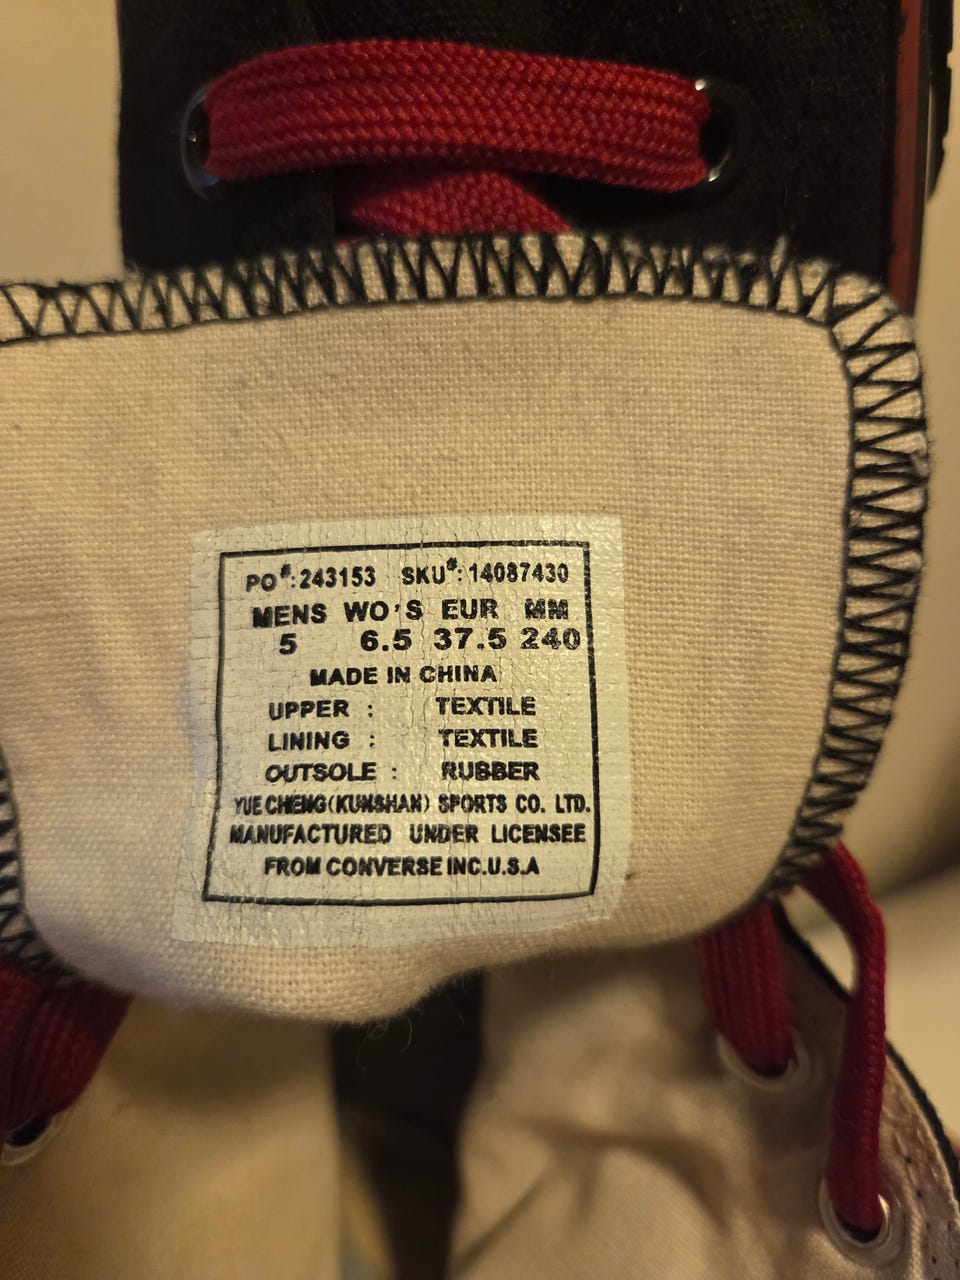 PO#:243153 SKU#:14087430
MENS WO'S EUR MM
5 6.5 37.5 240
MADE IN CHINA
UPPER : TEXTILE
LINING : TEXTILE
OUTSOLE : RUBBER
YUE CHENG(KUNSHAN) SPORTS CO. LTD.
MANUFACTURED UNDER LICENSEE
FROM CONVERSE INC.U.S.A